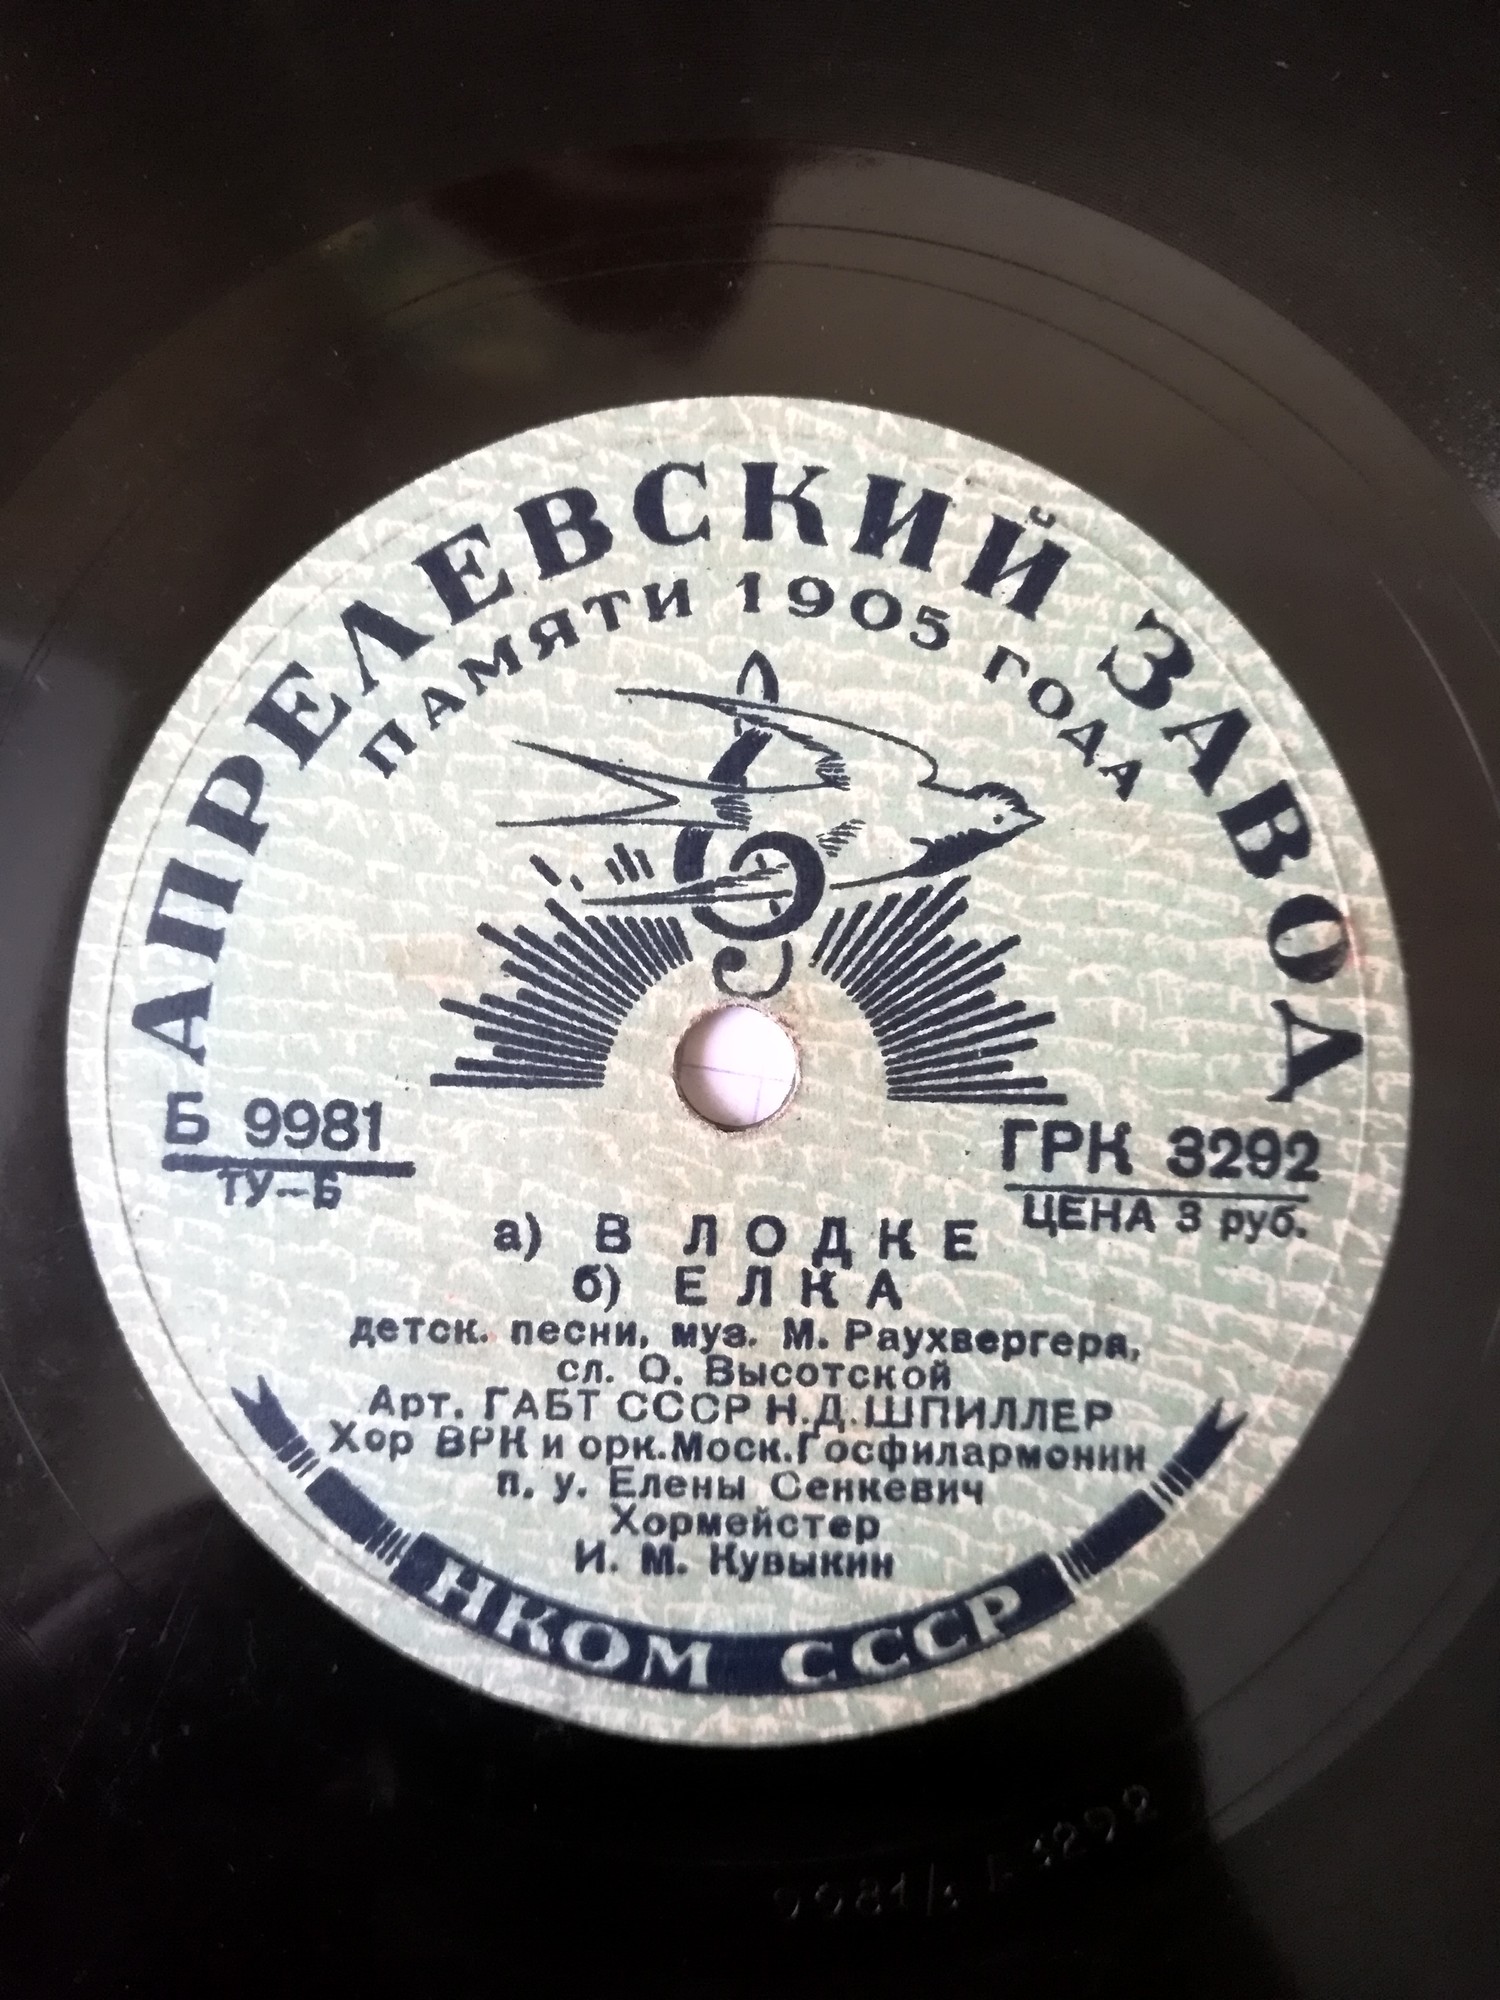 АПРЕЛЕВСКИЙ ЗАВОД
ПАМЯТИ 1905 ГОДА
Б 9981
ТУ-Б
ГРК 3292
ЦЕНА 3 руб.
а) В ЛОДКЕ
б) ЕЛКА
детск. песни, муз. М. Раухвергера,
сл. О. Высотской
Арт. ГАБТ СССР Н.Д.ШПИЛЛЕР
Хор ВРК и орк.Моск.Госфилармонии
п. у. Елены Сенкевич
Хормейстер
И. М. Кувыкин
НКОМ СССР